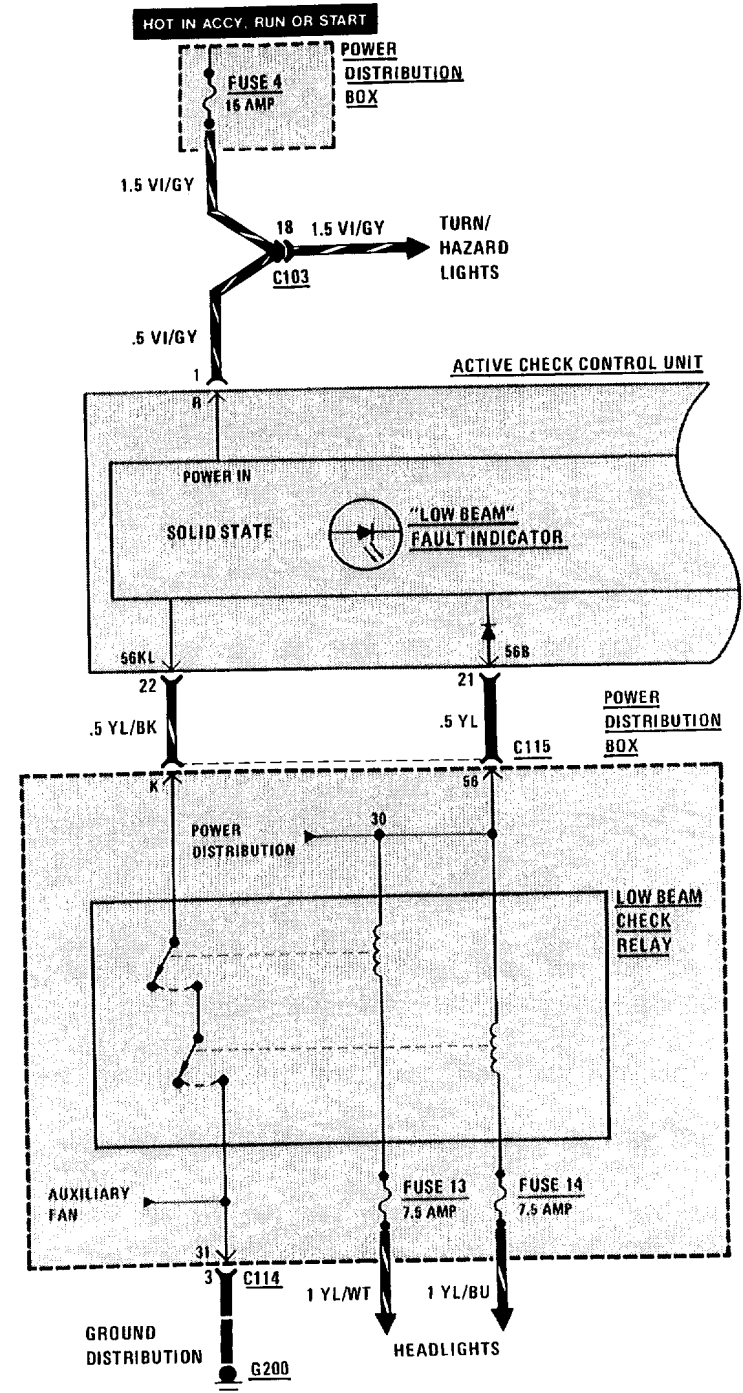 HOT IN ACCY, RUN OR START
POWER
DISTRIBUTION
BOX
FUSE 4
15 AMP
1.5 VI/GY
18
1.5 VI/GY
TURN/
HAZARD
LIGHTS
C103
.5 VI/GY
1
ACTIVE CHECK CONTROL UNIT
R
POWER IN
SOLID STATE
"LOW BEAM"
FAULT INDICATOR
56KL
56B
22
21
.5 YL/BK
.5 YL
C115
POWER
DISTRIBUTION
BOX
K
56
POWER
DISTRIBUTION
30
LOW BEAM
CHECK
RELAY
AUXILIARY
FAN
FUSE 13
7.5 AMP
FUSE 14
7.5 AMP
31
3
C114
1 YL/WT
1 YL/BU
GROUND
DISTRIBUTION
HEADLIGHTS
G200